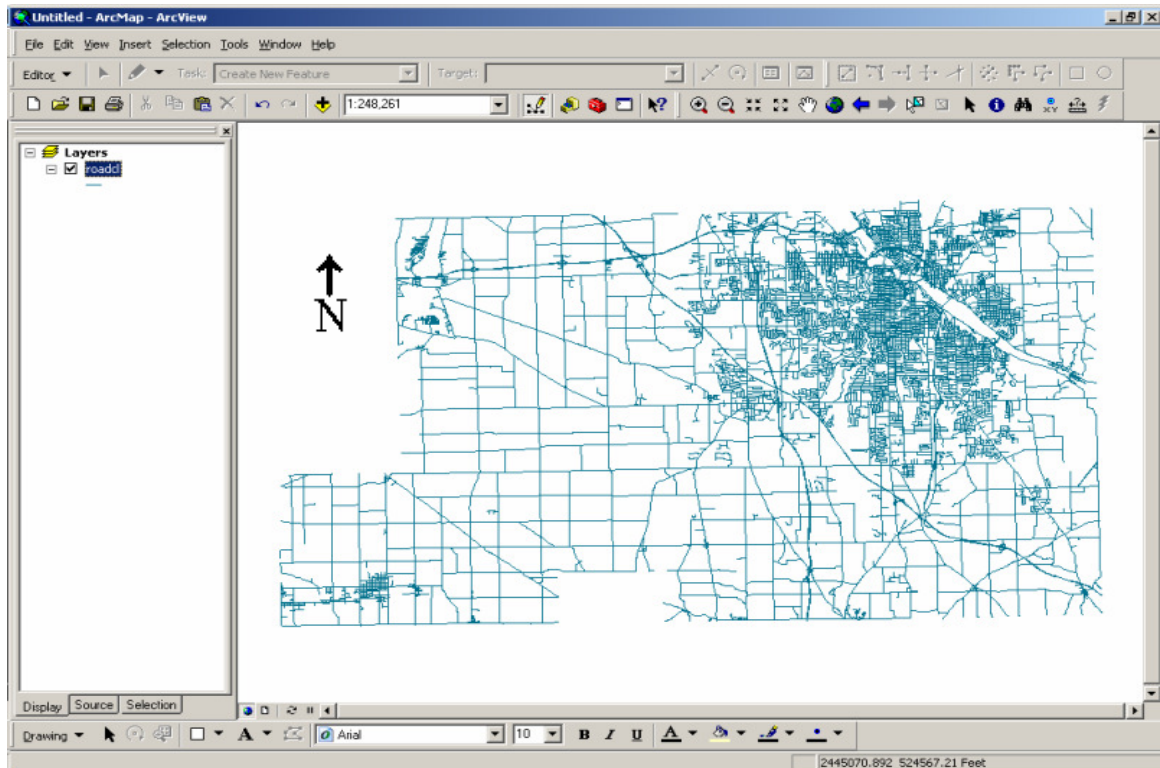 Untitled - ArcMap - ArcView
File Edit View Insert Selection Tools Window Help
Editor Task: Create New Feature Target:
1:248,261
Layers
roadcl
N
Display Source Selection
Drawing A Arial 10 B I U A
2445070.892 524567.21 Feet